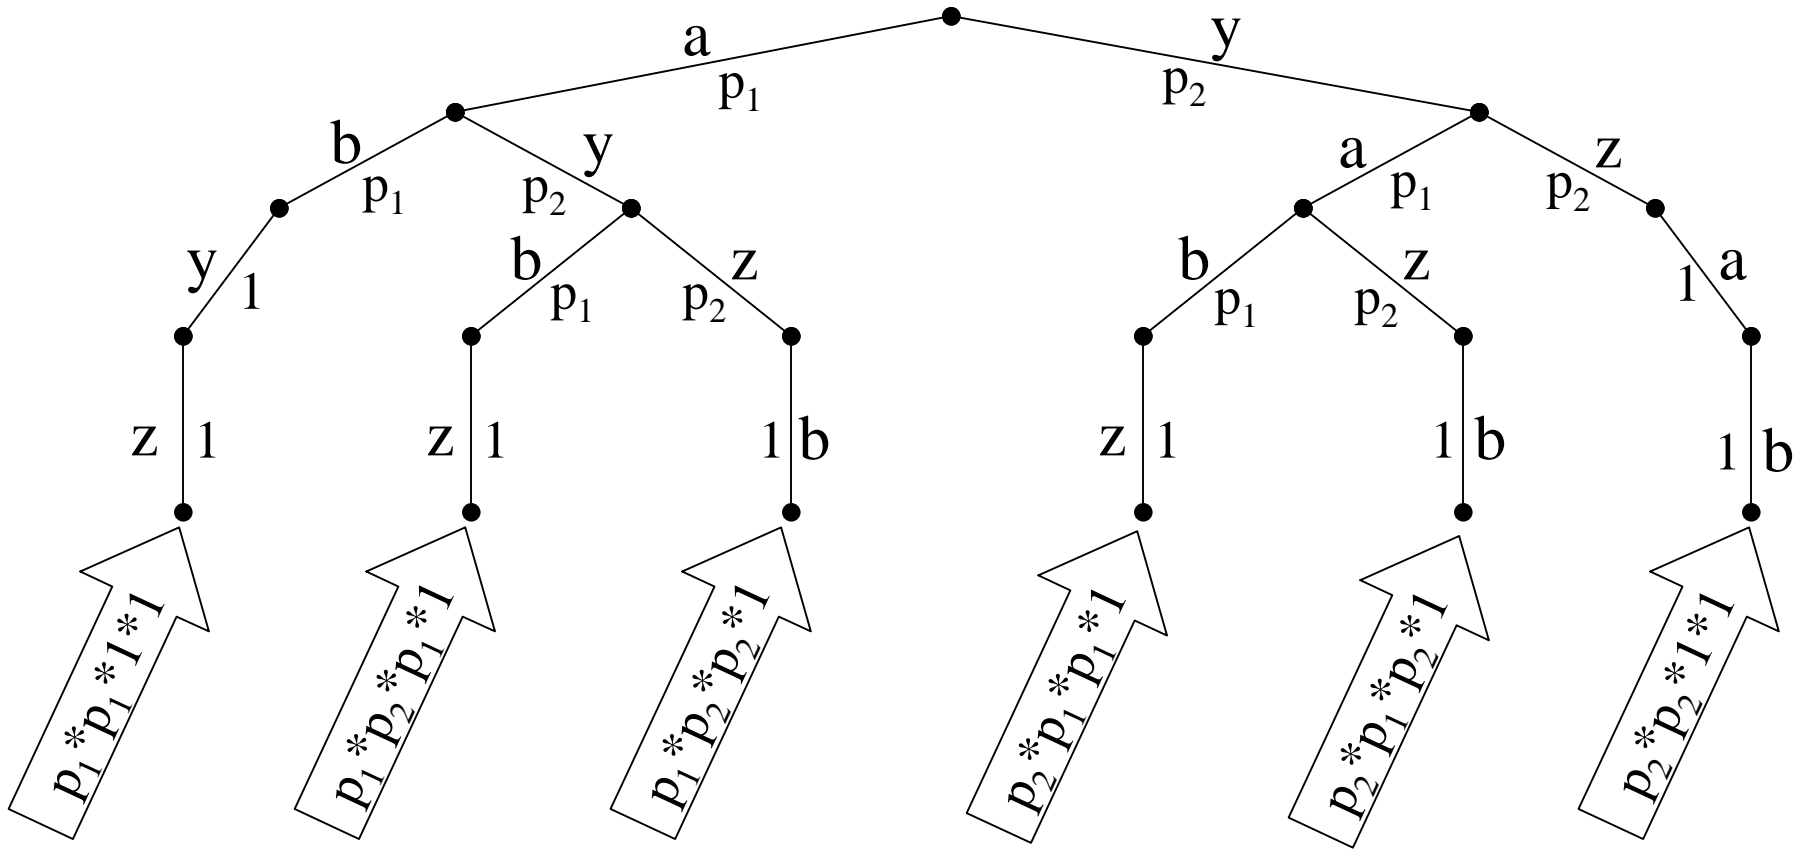 a y
p₁ p₂
b y a z
p₁ p₂ p₁ p₂
y 1 b z b z 1 a
p₁ p₂ p₁ p₂
z 1 z 1 1 b z 1 1 b 1 b
p₁*p₁*1*1
p₁*p₂*p₁*1
p₁*p₂*p₂*1
p₂*p₁*p₁*1
p₂*p₁*p₂*1
p₂*p₂*1*1